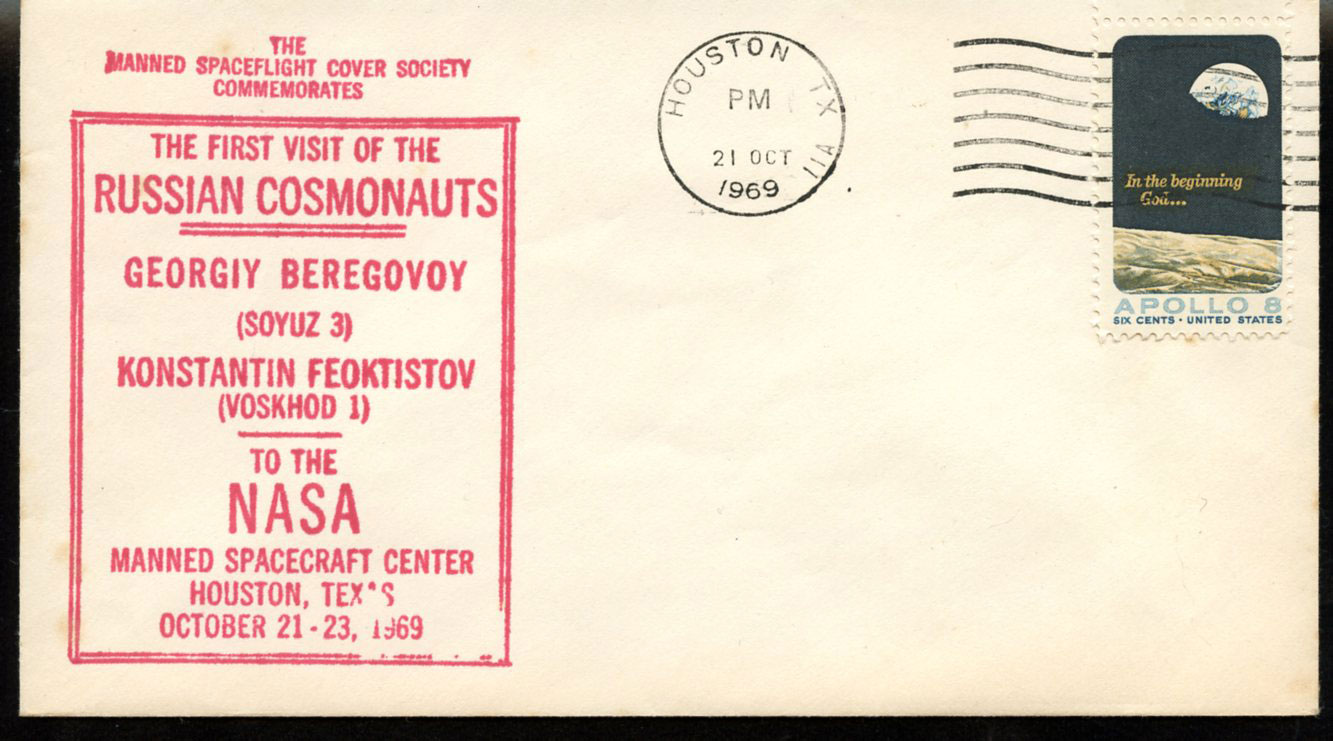 THE
MANNED SPACEFLIGHT COVER SOCIETY
COMMEMORATES
THE FIRST VISIT OF THE
RUSSIAN COSMONAUTS
GEORGIY BEREGOVOY
(SOYUZ 3)
KONSTANTIN FEOKTISTOV
(VOSKHOD 1)
TO THE
NASA
MANNED SPACECRAFT CENTER
HOUSTON, TEXAS
OCTOBER 21-23, 1969
HOUSTON TX
PM
21 OCT
1969
11A
In the beginning
God...
APOLLO 8
SIX CENTS · UNITED STATES